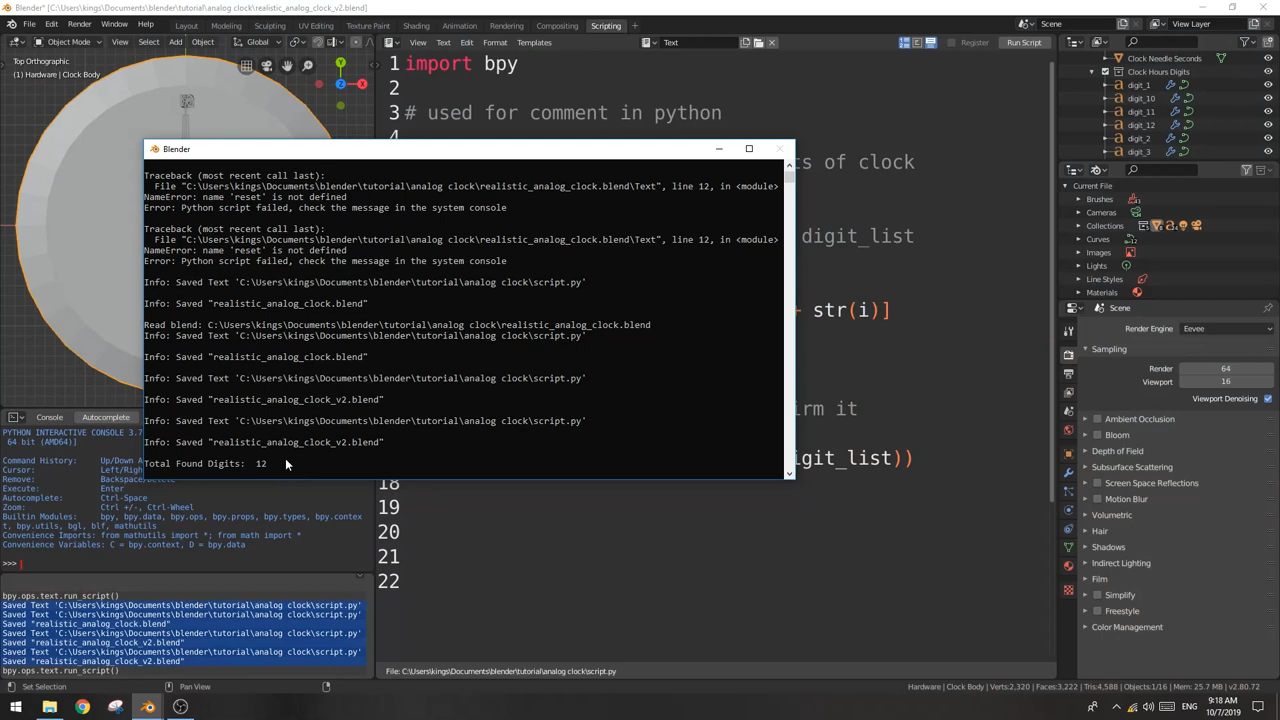 Blender* [C:\Users\kings\Documents\blender\tutorial\analog clock\realistic_analog_clock_v2.blend]
File Edit Render Window Help
Layout Modeling Sculpting UV Editing Texture Paint Shading Animation Rendering Compositing Scripting +
Scene
View Layer
Object Mode View Select Add Object
Global
View Text Edit Format Templates
Text
Register
Run Script
Top Orthographic
(1) Hardware | Clock Body
Y
Z
X
1 import bpy
2
3 # used for comment in python
4
ts of clock
digit_list
+ str(i)]
irm it
igit_list))
18
19
20
21
22
Blender
Traceback (most recent call last):
File "C:\Users\kings\Documents\blender\tutorial\analog clock\realistic_analog_clock.blend\Text", line 12, in <module>
NameError: name 'reset' is not defined
Error: Python script failed, check the message in the system console
Traceback (most recent call last):
File "C:\Users\kings\Documents\blender\tutorial\analog clock\realistic_analog_clock.blend\Text", line 12, in <module>
NameError: name 'reset' is not defined
Error: Python script failed, check the message in the system console
Info: Saved Text 'C:\Users\kings\Documents\blender\tutorial\analog clock\script.py'
Info: Saved "realistic_analog_clock.blend"
Read blend: C:\Users\kings\Documents\blender\tutorial\analog clock\realistic_analog_clock.blend
Info: Saved Text 'C:\Users\kings\Documents\blender\tutorial\analog clock\script.py'
Info: Saved "realistic_analog_clock.blend"
Info: Saved Text 'C:\Users\kings\Documents\blender\tutorial\analog clock\script.py'
Info: Saved "realistic_analog_clock_v2.blend"
Info: Saved Text 'C:\Users\kings\Documents\blender\tutorial\analog clock\script.py'
Info: Saved "realistic_analog_clock_v2.blend"
Total Found Digits:  12
Console Autocomplete
PYTHON INTERACTIVE CONSOLE 3.7
64 bit (AMD64)]
Command History: Up/Down A
Cursor: Left/Righ
Remove: Backspace/
Execute: Enter
Autocomplete: Ctrl-Space
Zoom: Ctrl +/-, Ctrl-Wheel
Builtin Modules: bpy, bpy.data, bpy.ops, bpy.props, bpy.types, bpy.contex
t, bpy.utils, bgl, blf, mathutils
Convenience Imports: from mathutils import *; from math import *
Convenience Variables: C = bpy.context, D = bpy.data
>>>
bpy.ops.text.run_script()
Saved Text 'C:\Users\kings\Documents\blender\tutorial\analog clock\script.py'
Saved Text 'C:\Users\kings\Documents\blender\tutorial\analog clock\script.py'
Saved "realistic_analog_clock.blend"
Saved Text 'C:\Users\kings\Documents\blender\tutorial\analog clock\script.py'
Saved "realistic_analog_clock_v2.blend"
Saved Text 'C:\Users\kings\Documents\blender\tutorial\analog clock\script.py'
Saved "realistic_analog_clock_v2.blend"
bpy.ops.text.run_script()
File: C:\Users\kings\Documents\blender\tutorial\analog clock\script.py
Clock Needle Seconds
Clock Hours Digits
digit_1
digit_10
digit_11
digit_12
digit_2
digit_3
Current File
Brushes
Cameras
Collections
Curves
Images
Lights
Line Styles
Materials
Scene
Render Engine Eevee
Sampling
Render 64
Viewport 16
Viewport Denoising
Ambient Occlusion
Bloom
Depth of Field
Subsurface Scattering
Screen Space Reflections
Motion Blur
Volumetric
Hair
Shadows
Indirect Lighting
Film
Simplify
Freestyle
Color Management
Set Selection
Pan View
Hardware | Clock Body | Verts:2,320 | Faces:3,222 | Tris:4,588 | Objects:1/16 | Mem: 25.7 MB | v2.80.72
ENG
9:18 AM
10/7/2019